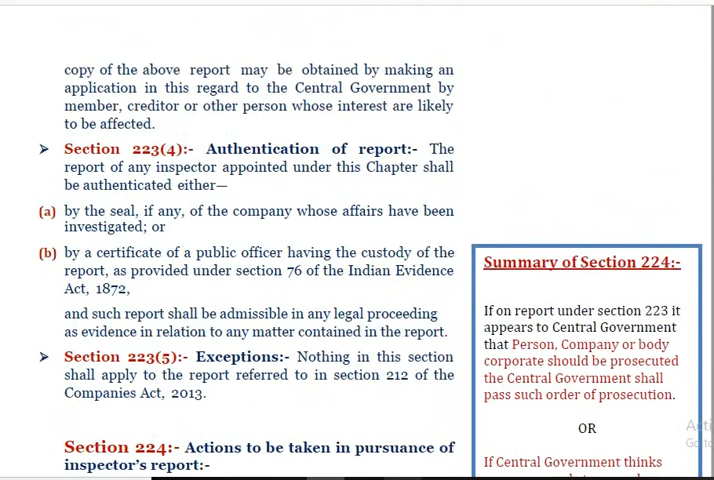 copy of the above report may be obtained by making an
application in this regard to the Central Government by
member, creditor or other person whose interest are likely
to be affected.
➢ Section 223(4):- Authentication of report:- The
report of any inspector appointed under this Chapter shall
be authenticated either—
(a) by the seal, if any, of the company whose affairs have been
investigated; or
(b) by a certificate of a public officer having the custody of the
report, as provided under section 76 of the Indian Evidence
Act, 1872,
and such report shall be admissible in any legal proceeding
as evidence in relation to any matter contained in the report.
➢ Section 223(5):- Exceptions:- Nothing in this section
shall apply to the report referred to in section 212 of the
Companies Act, 2013.
Section 224:- Actions to be taken in pursuance of
inspector's report:-
Summary of Section 224:-
If on report under section 223 it
appears to Central Government
that Person, Company or body
corporate should be prosecuted
the Central Government shall
pass such order of prosecution.
OR
If Central Government thinks